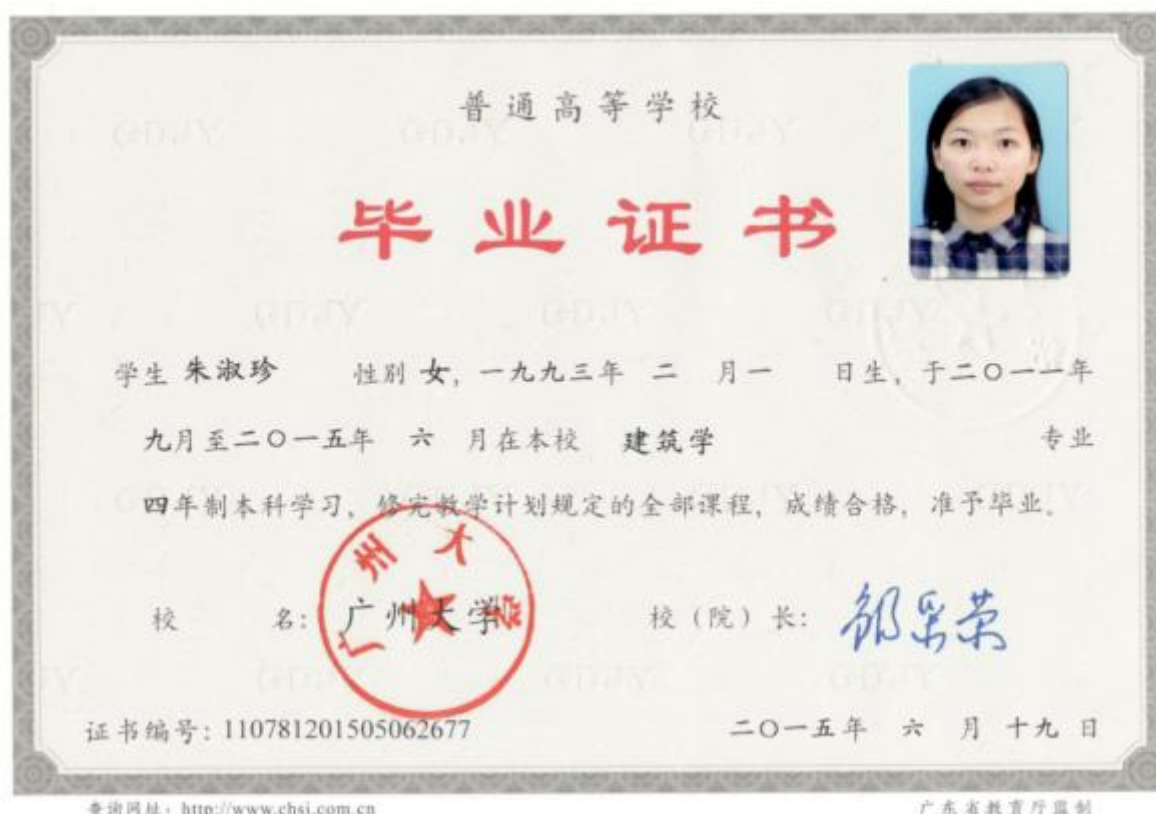 普通高等学校
毕业证书
学生 朱淑珍 性别 女，一九九三年 二 月一 日生，于二〇一一年
九月至二〇一五年 六 月在本校 建筑学 专业
四年制本科学习，修完教学计划规定的全部课程，成绩合格，准予毕业。
校 名：广州大学 校（院）长：
广州大学
证书编号：110781201505062677 二〇一五年 六 月 十九 日
查询网址：http://www.chsi.com.cn 广东省教育厅监制